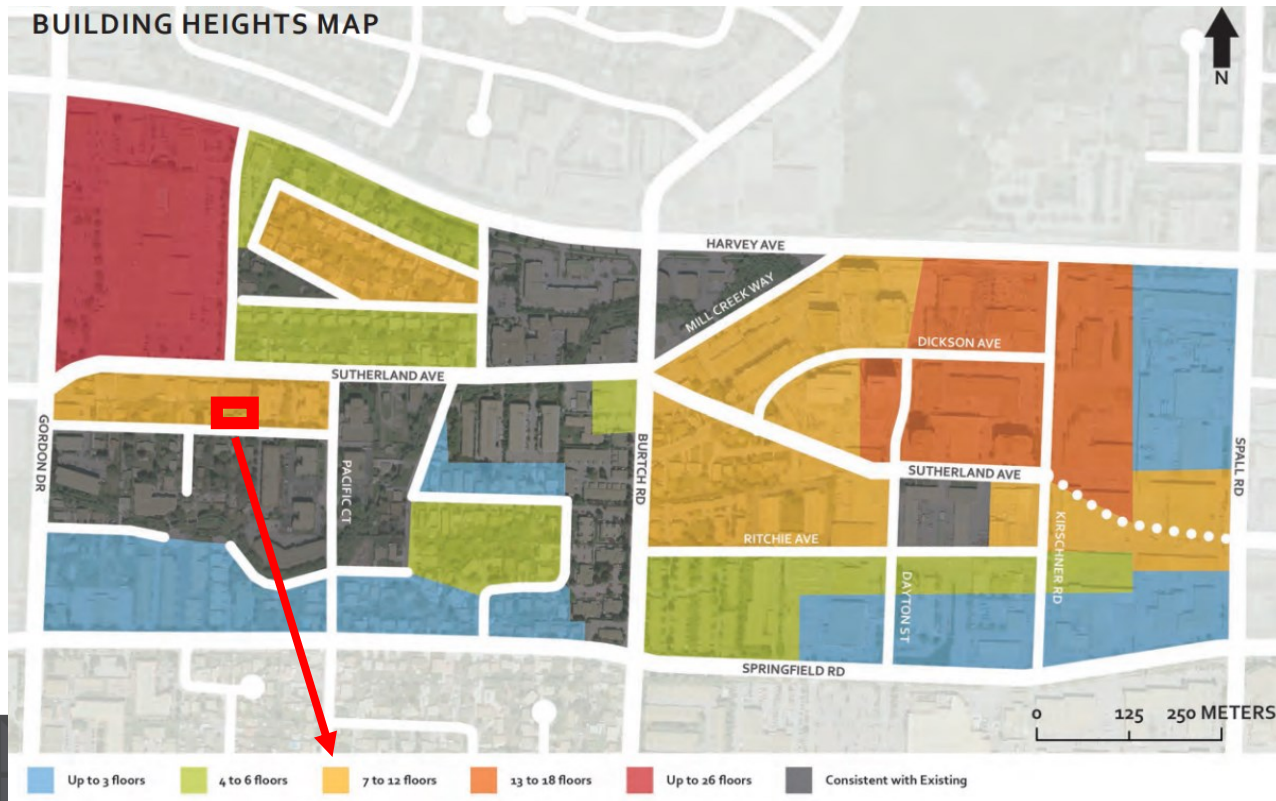 BUILDING HEIGHTS MAP
N
HARVEY AVE
MILL CREEK WAY
DICKSON AVE
SUTHERLAND AVE
GORDON DR
PACIFIC CT
BURTCH RD
SPALL RD
SUTHERLAND AVE
KIRSCHNER RD
RITCHIE AVE
DAYTON ST
SPRINGFIELD RD
0 125 250 METERS
Up to 3 floors
4 to 6 floors
7 to 12 floors
13 to 18 floors
Up to 26 floors
Consistent with Existing